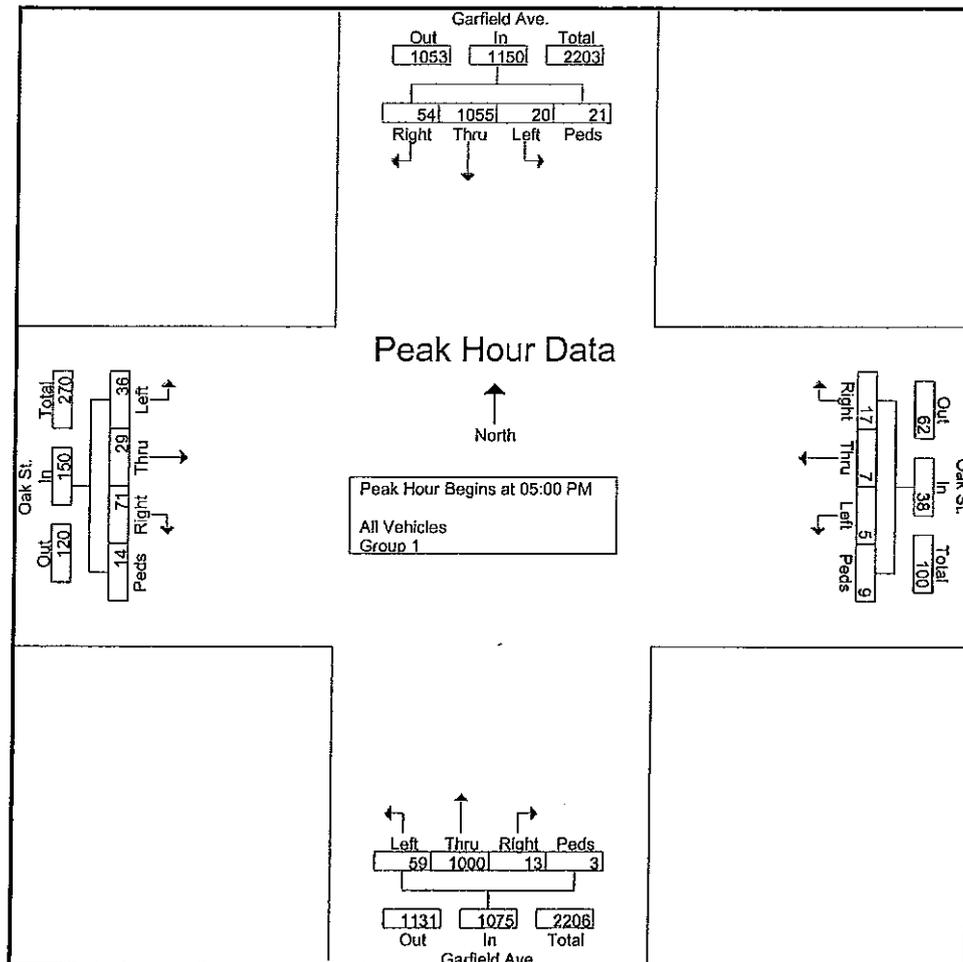 Garfield Ave.
Out In Total
1053 1150 2203
54 1055 20 21
Right Thru Left Peds
Peak Hour Data
North
Peak Hour Begins at 05:00 PM
All Vehicles
Group 1
Oak St.
Total In Out
270 150 120
36 29 71 14
Left Thru Right Peds
Right Thru Left Peds
17 7 5 9
62 38 100
Out In Total
Oak St.
Left Thru Right Peds
59 1000 13 3
1131 1075 2206
Out In Total
Garfield Ave.